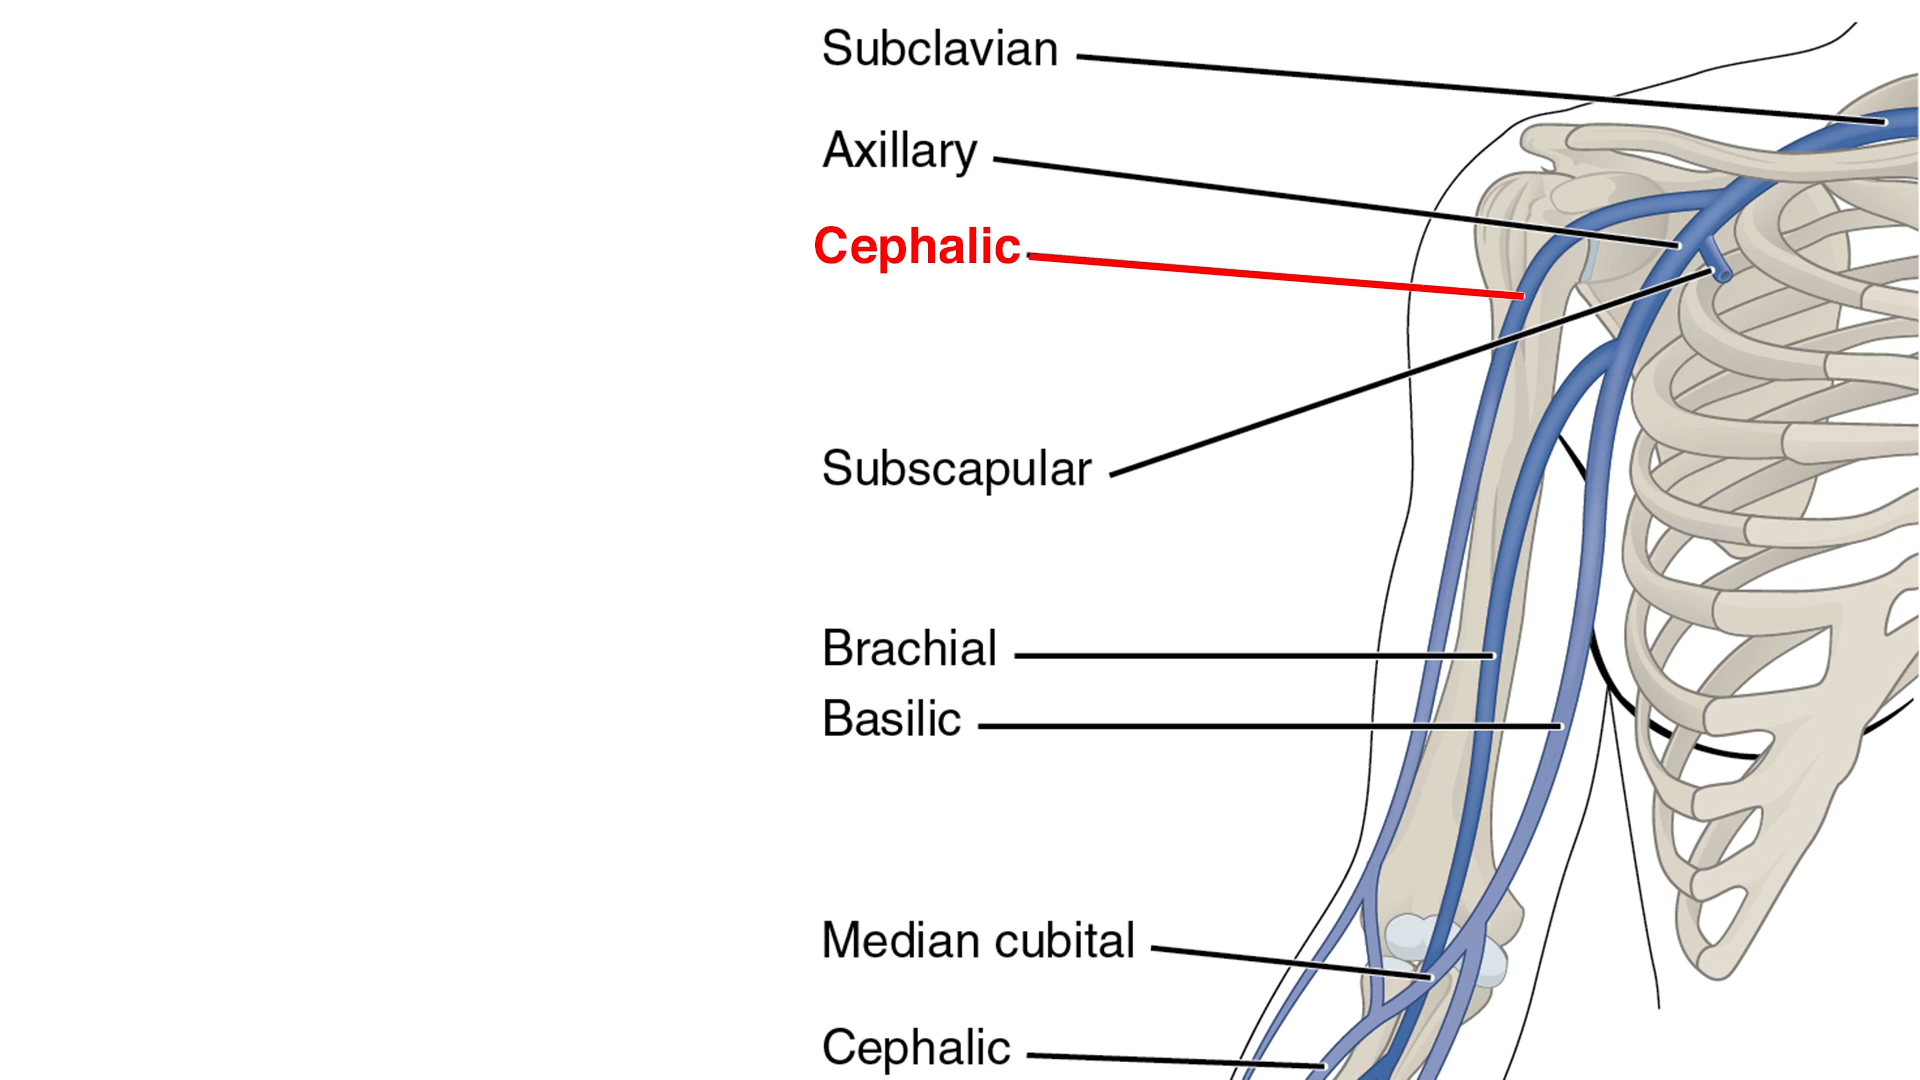 Subclavian
Axillary
Cephalic
Subscapular
Brachial
Basilic
Median cubital
Cephalic